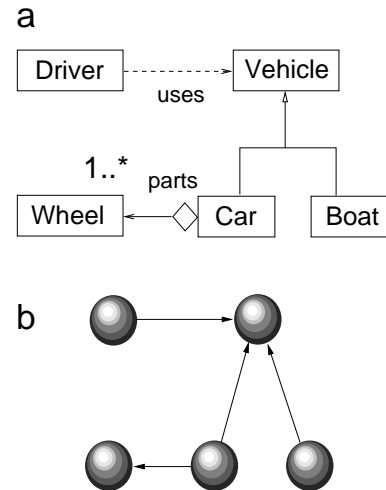 a
Driver
Vehicle
uses
1..*
parts
Wheel
Car
Boat
b